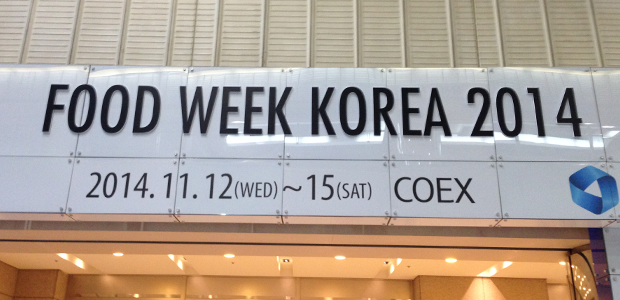 FOOD WEEK KOREA 2014
2014.11.12(WED) ~15(SAT) COEX